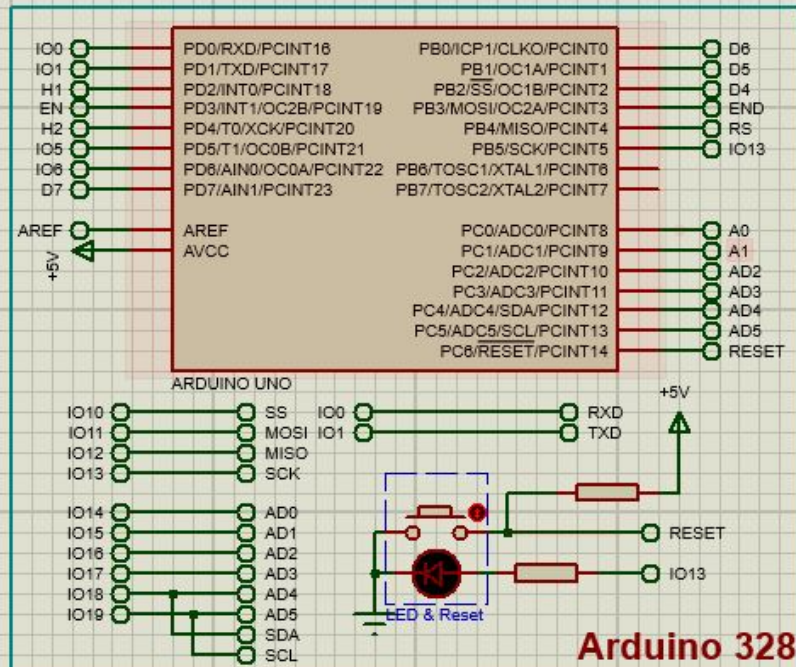 IO0 PD0/RXD/PCINT16 PB0/ICP1/CLKO/PCINT0 D6
IO1 PD1/TXD/PCINT17 PB1/OC1A/PCINT1 D5
H1 PD2/INT0/PCINT18 PB2/SS/OC1B/PCINT2 D4
EN PD3/INT1/OC2B/PCINT19 PB3/MOSI/OC2A/PCINT3 END
H2 PD4/T0/XCK/PCINT20 PB4/MISO/PCINT4 RS
IO5 PD5/T1/OC0B/PCINT21 PB5/SCK/PCINT5 IO13
IO6 PD6/AIN0/OC0A/PCINT22 PB6/TOSC1/XTAL1/PCINT6
D7 PD7/AIN1/PCINT23 PB7/TOSC2/XTAL2/PCINT7
AREF AREF PC0/ADC0/PCINT8 A0
+5V AVCC PC1/ADC1/PCINT9 A1
PC2/ADC2/PCINT10 AD2
PC3/ADC3/PCINT11 AD3
PC4/ADC4/SDA/PCINT12 AD4
PC5/ADC5/SCL/PCINT13 AD5
PC6/RESET/PCINT14 RESET
ARDUINO UNO
+5V
IO10 SS IO0 RXD
IO11 MOSI IO1 TXD
IO12 MISO
IO13 SCK
IO14 AD0
IO15 AD1 RESET
IO16 AD2
IO17 AD3 IO13
IO18 AD4
IO19 AD5 LED & Reset
SDA
SCL
Arduino 328